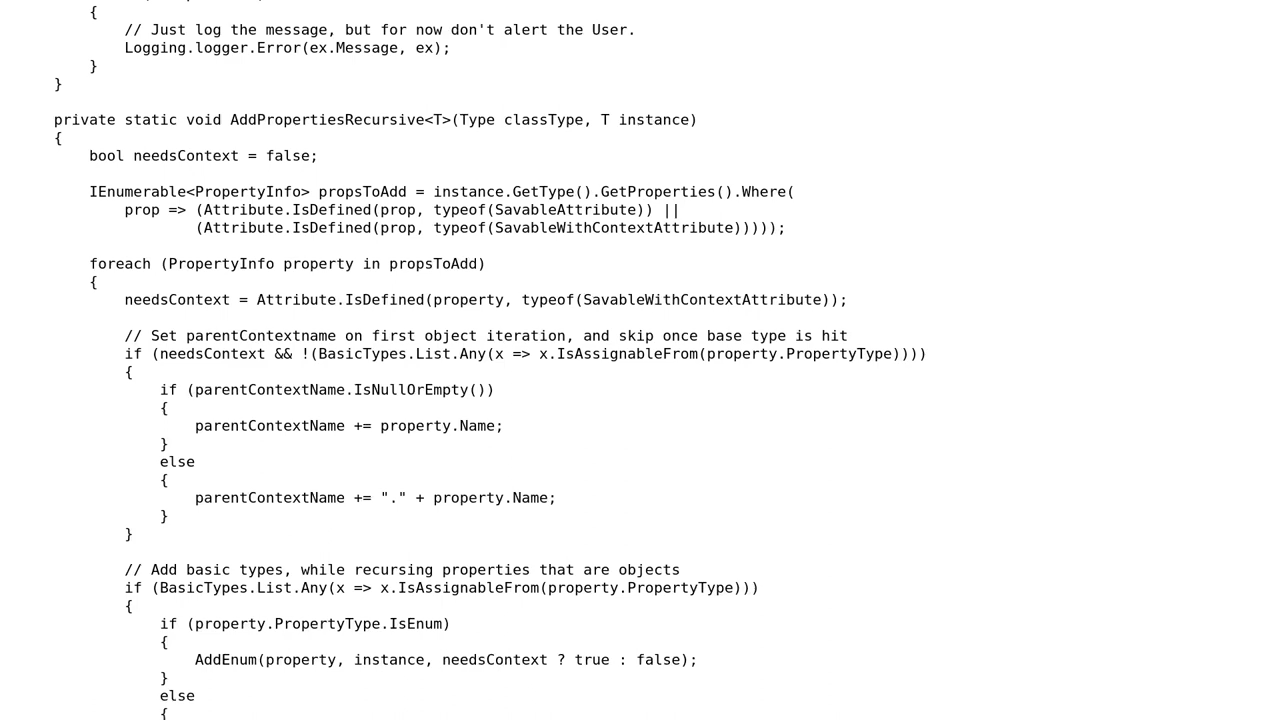 {
// Just log the message, but for now don't alert the User.
Logging.logger.Error(ex.Message, ex);
}
}
private static void AddPropertiesRecursive<T>(Type classType, T instance)
{
bool needsContext = false;
IEnumerable<PropertyInfo> propsToAdd = instance.GetType().GetProperties().Where(
prop => (Attribute.IsDefined(prop, typeof(SavableAttribute)) ||
(Attribute.IsDefined(prop, typeof(SavableWithContextAttribute)))));
foreach (PropertyInfo property in propsToAdd)
{
needsContext = Attribute.IsDefined(property, typeof(SavableWithContextAttribute));
// Set parentContextname on first object iteration, and skip once base type is hit
if (needsContext && !(BasicTypes.List.Any(x => x.IsAssignableFrom(property.PropertyType))))
{
if (parentContextName.IsNullOrEmpty())
{
parentContextName += property.Name;
}
else
{
parentContextName += "." + property.Name;
}
}
// Add basic types, while recursing properties that are objects
if (BasicTypes.List.Any(x => x.IsAssignableFrom(property.PropertyType)))
{
if (property.PropertyType.IsEnum)
{
AddEnum(property, instance, needsContext ? true : false);
}
else
{